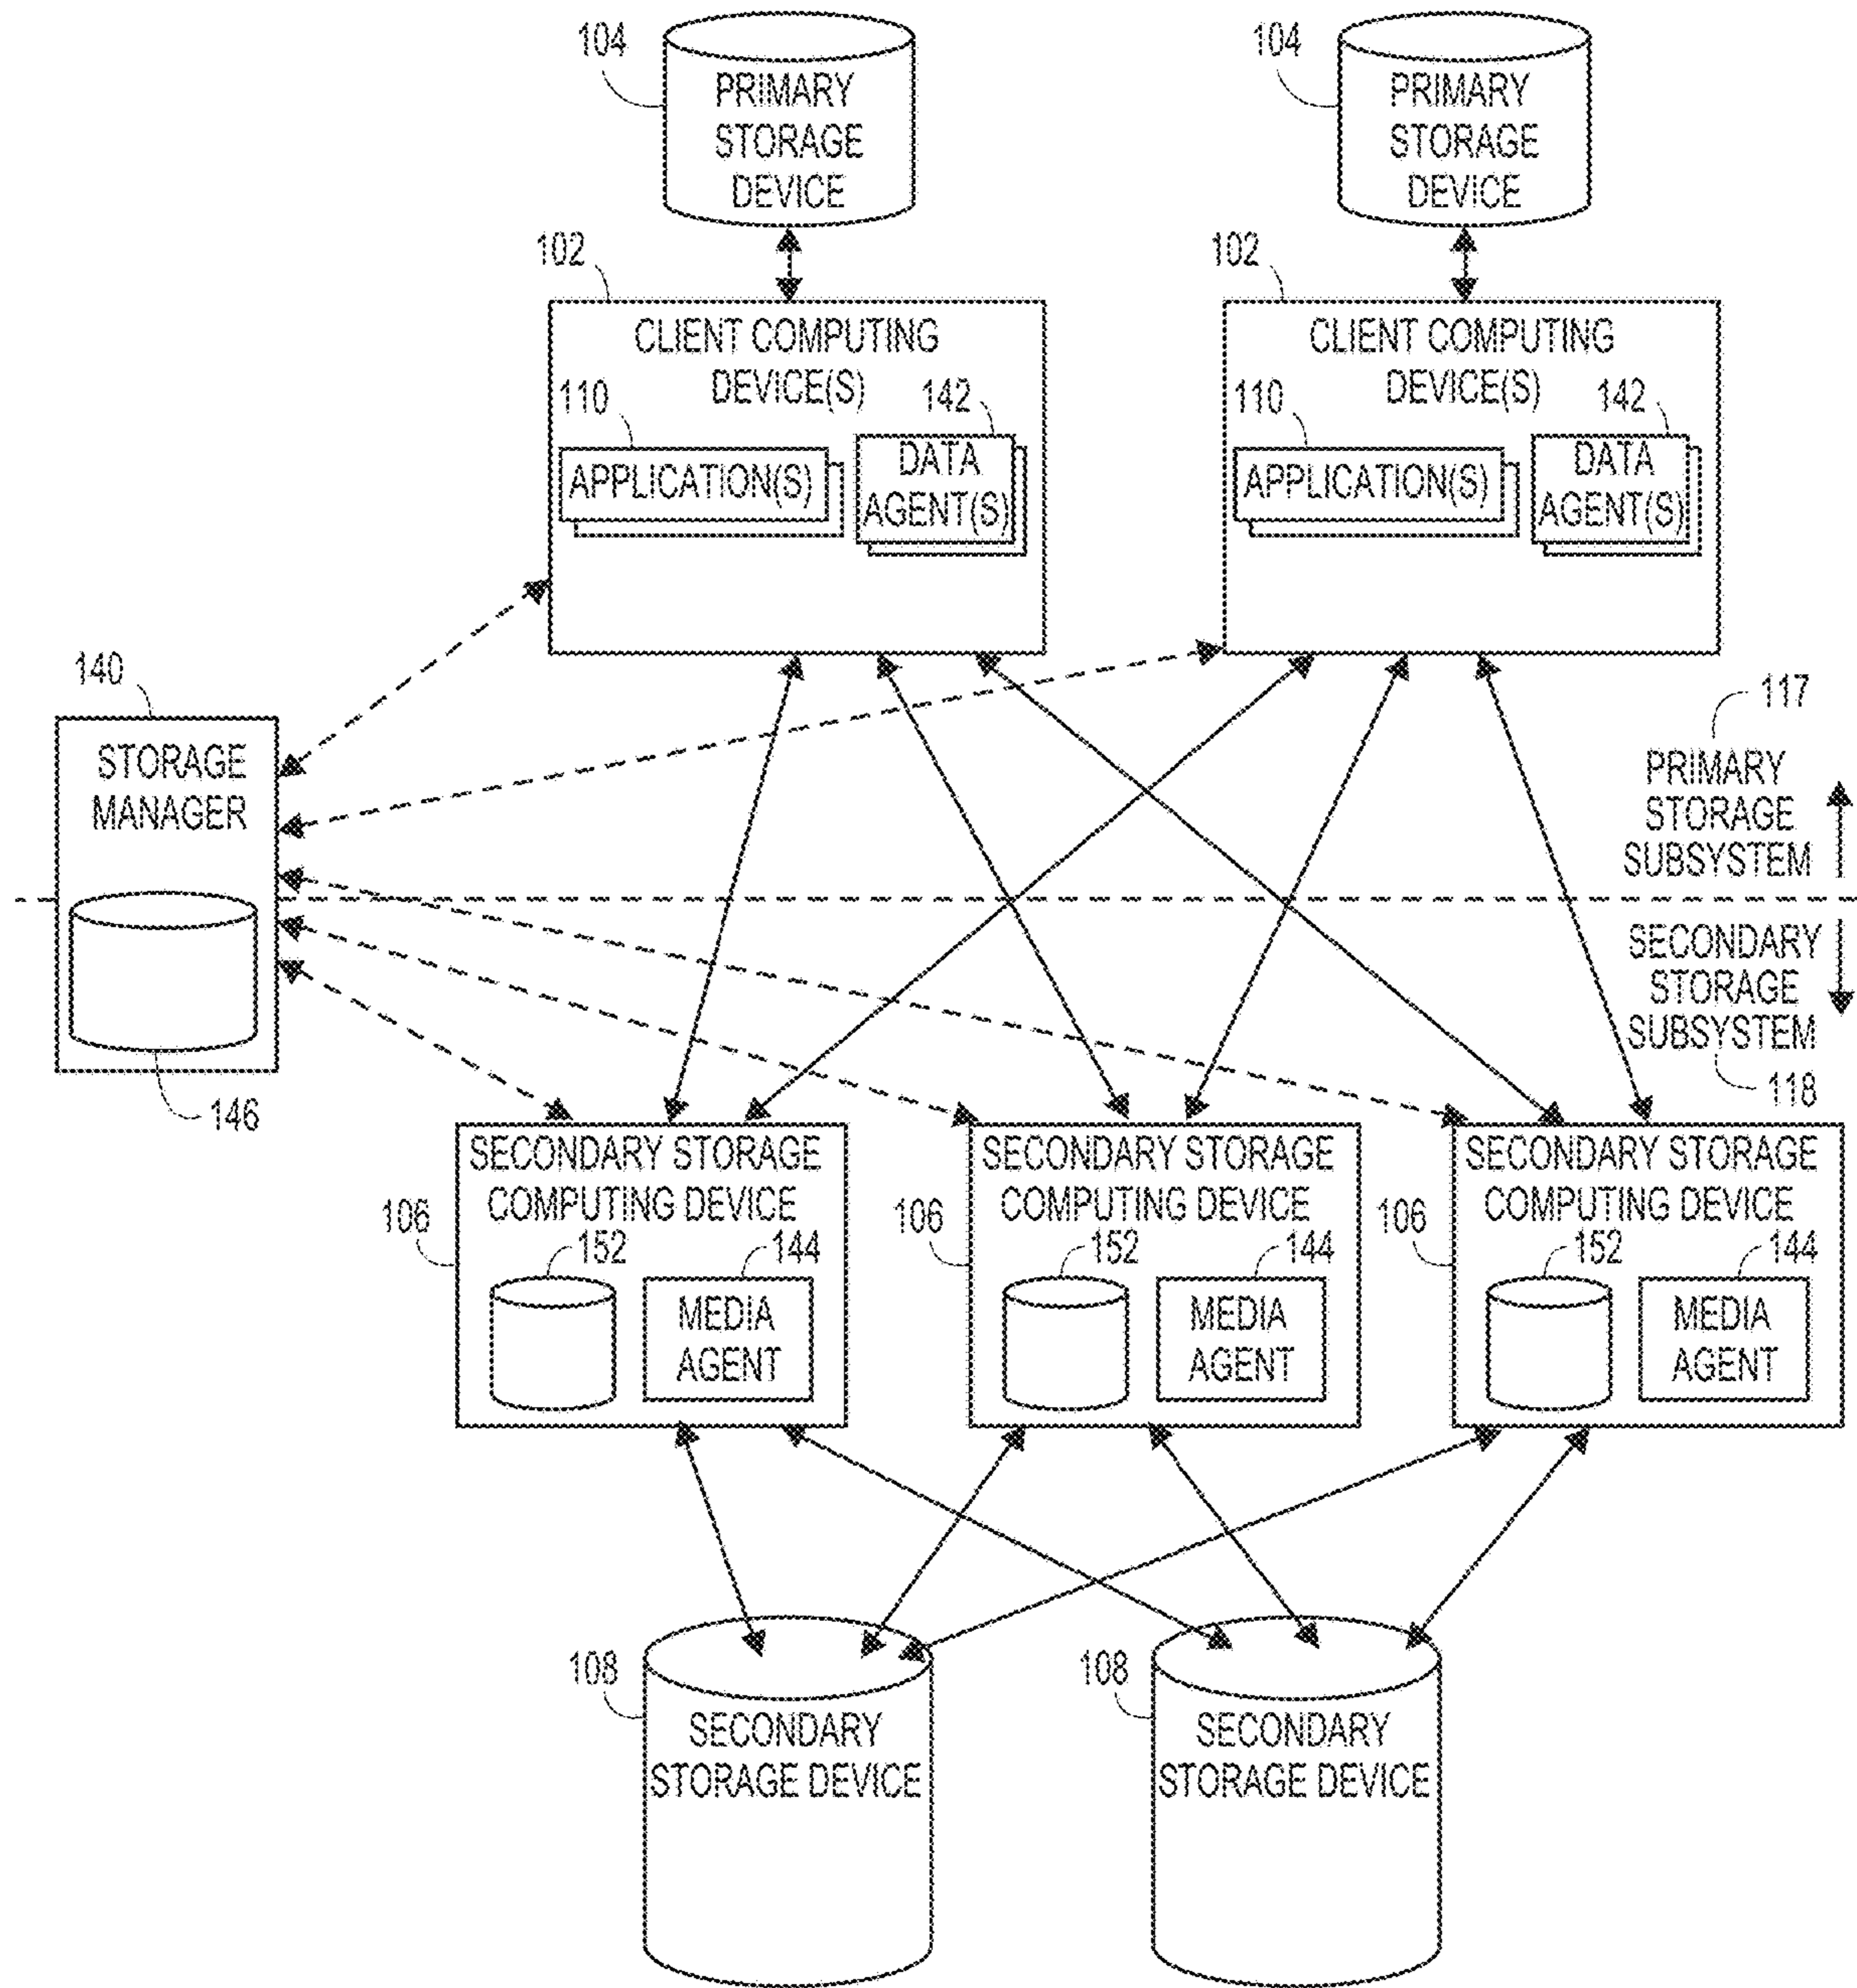 104
PRIMARY
STORAGE
DEVICE
104
PRIMARY
STORAGE
DEVICE
102
CLIENT COMPUTING
DEVICE(S)
110
APPLICATION(S)
142
DATA
AGENT(S)
102
CLIENT COMPUTING
DEVICE(S)
110
APPLICATION(S)
142
DATA
AGENT(S)
140
STORAGE
MANAGER
146
117
PRIMARY
STORAGE
SUBSYSTEM
SECONDARY
STORAGE
SUBSYSTEM
118
106
SECONDARY STORAGE
COMPUTING DEVICE
152
144
MEDIA
AGENT
106
SECONDARY STORAGE
COMPUTING DEVICE
152
144
MEDIA
AGENT
106
SECONDARY STORAGE
COMPUTING DEVICE
152
144
MEDIA
AGENT
108
SECONDARY
STORAGE DEVICE
108
SECONDARY
STORAGE DEVICE